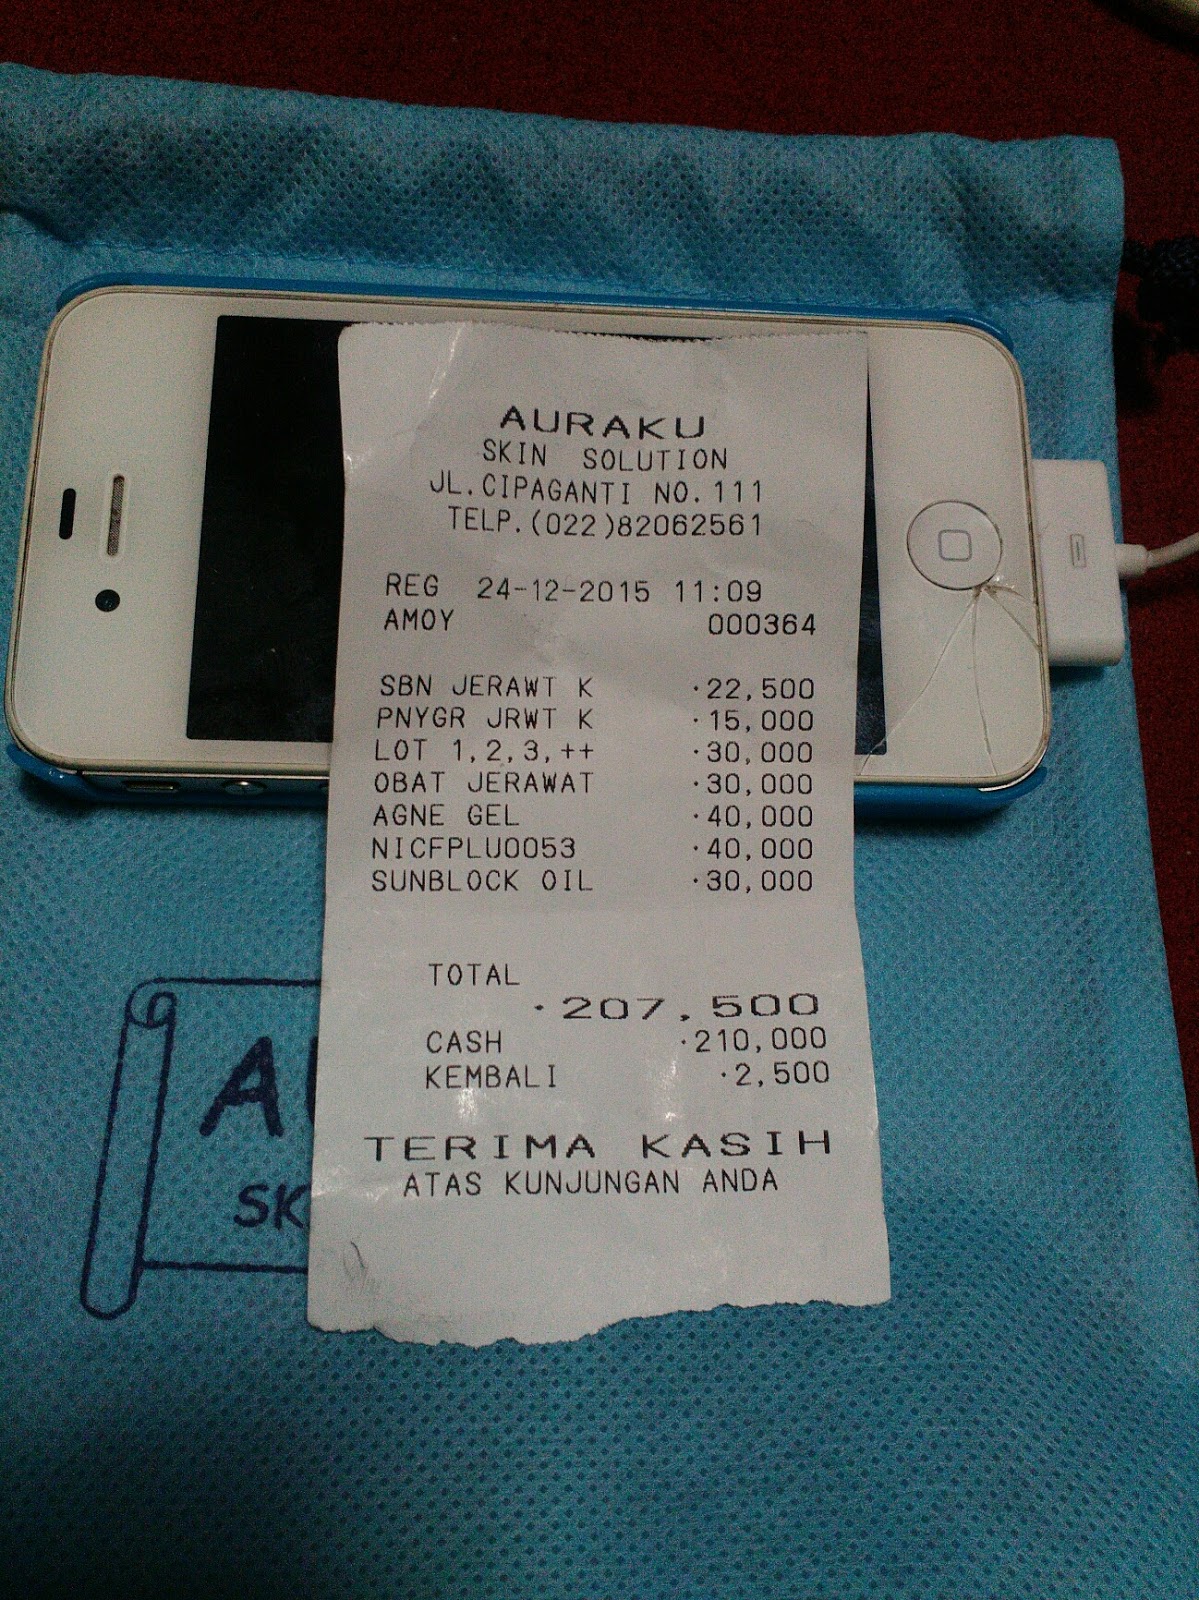 AURAKU
SKIN SOLUTION
JL.CIPAGANTI NO.111
TELP.(022)82062561
REG 24-12-2015 11:09
AMOY 000364
SBN JERAWT K ·22,500
PNYGR JRWT K ·15,000
LOT 1,2,3,++ ·30,000
OBAT JERAWAT ·30,000
AGNE GEL ·40,000
NICFPLU0053 ·40,000
SUNBLOCK OIL ·30,000
TOTAL
·207,500
CASH ·210,000
KEMBALI ·2,500
TERIMA KASIH
ATAS KUNJUNGAN ANDA
A
SK